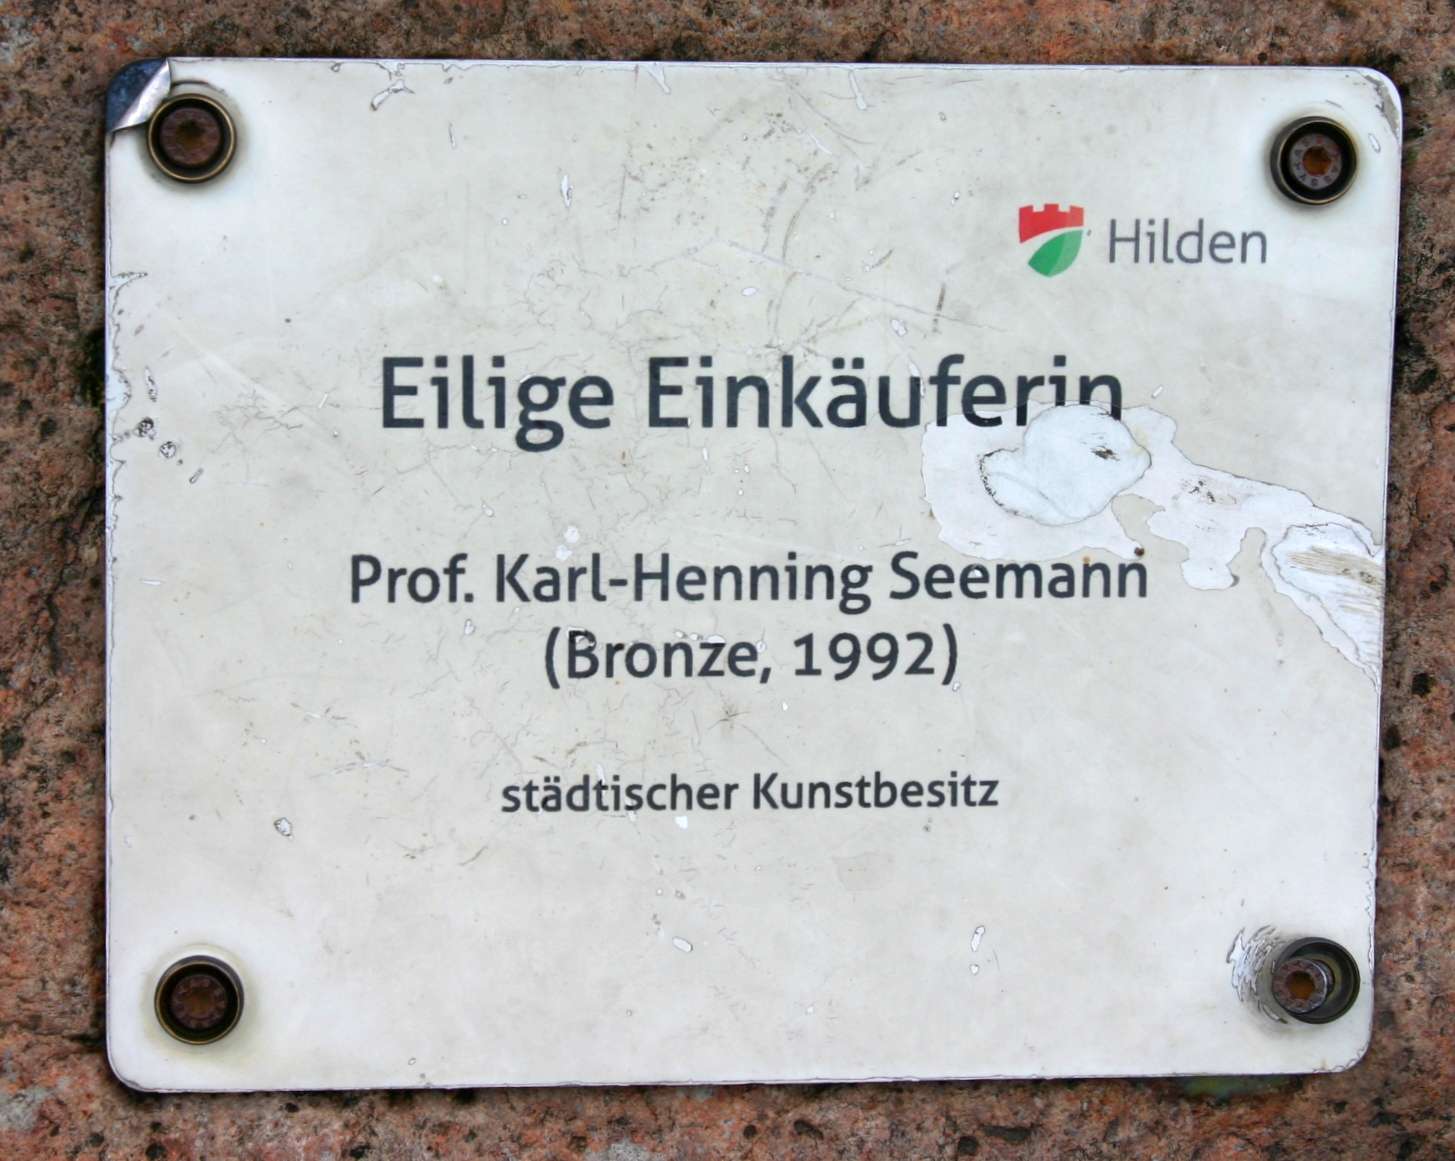 Hilden
Eilige Einkäuferin
Prof. Karl-Henning Seemann
(Bronze, 1992)
städtischer Kunstbesitz